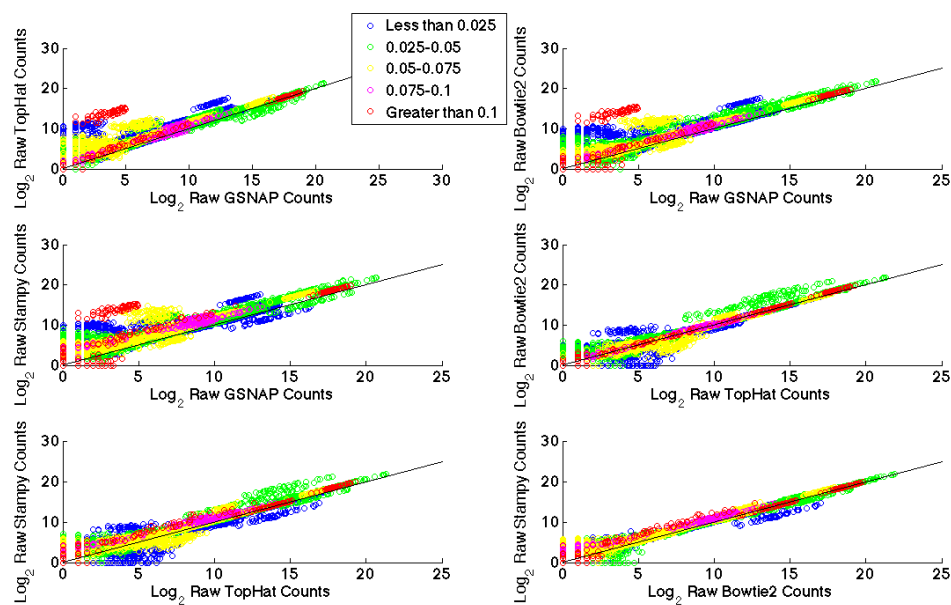 Less than 0.025
0.025-0.05
0.05-0.075
0.075-0.1
Greater than 0.1
Log2 Raw TopHat Counts
30
20
10
0
0 5 10 15 20 25 30
Log2 Raw GSNAP Counts
Log2 Raw Bowtie2 Counts
30
20
10
0
0 5 10 15 20 25
Log2 Raw GSNAP Counts
Log2 Raw Stampy Counts
30
20
10
0
0 5 10 15 20 25
Log2 Raw GSNAP Counts
Log2 Raw Bowtie2 Counts
30
20
10
0
0 5 10 15 20 25
Log2 Raw TopHat Counts
Log2 Raw Stampy Counts
30
20
10
0
0 5 10 15 20 25
Log2 Raw TopHat Counts
Log2 Raw Stampy Counts
30
20
10
0
0 5 10 15 20 25
Log2 Raw Bowtie2 Counts